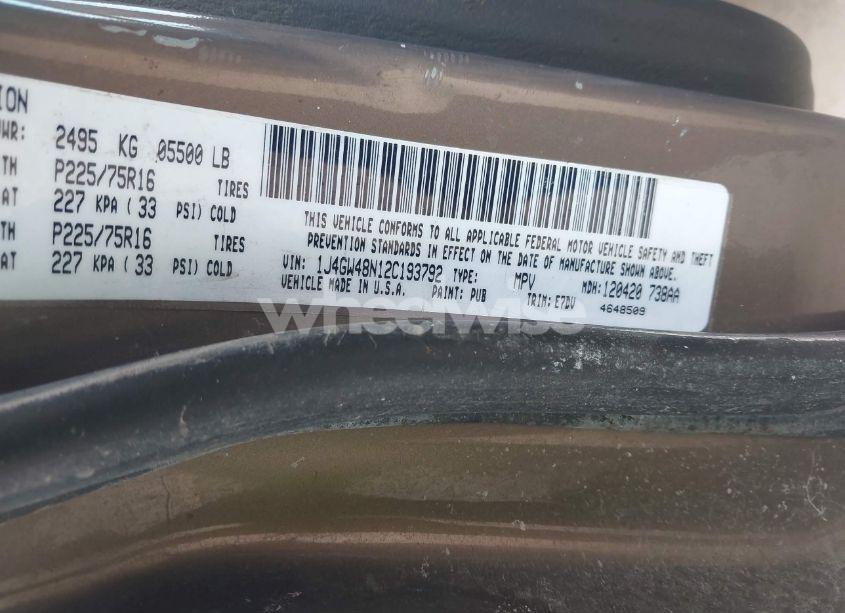 ION
WR: 2495 KG 05500 LB
TH P225/75R16 TIRES
AT 227 KPA ( 33 PSI) COLD
TH P225/75R16 TIRES
AT 227 KPA ( 33 PSI) COLD
THIS VEHICLE CONFORMS TO ALL APPLICABLE FEDERAL MOTOR VEHICLE SAFETY AND THEFT
PREVENTION STANDARDS IN EFFECT ON THE DATE OF MANUFACTURE SHOWN ABOVE.
VIN: 1J4GW48N12C193792 TYPE: MPV MDH: 120420 738AA
VEHICLE MADE IN U.S.A. PAINT: PUB TRIM: E7DV 4648509
wheelwise